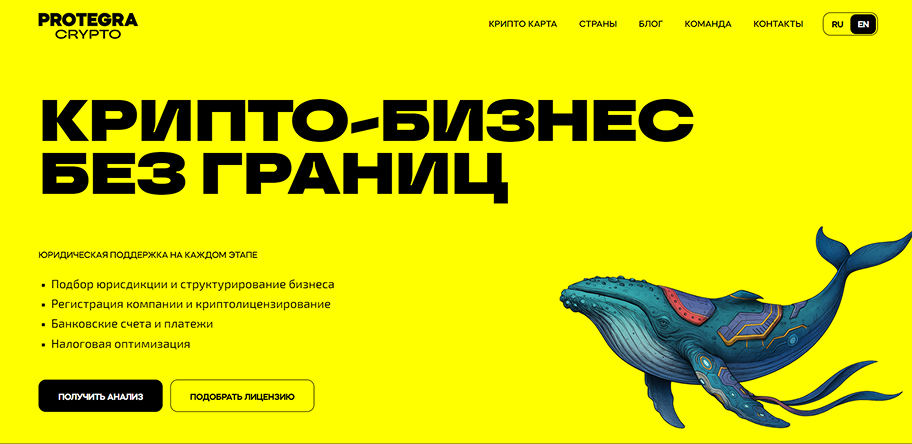 PROTEGRA
CRYPTO
КРИПТО КАРТА СТРАНЫ БЛОГ КОМАНДА КОНТАКТЫ RU EN
КРИПТО-БИЗНЕС
БЕЗ ГРАНИЦ
ЮРИДИЧЕСКАЯ ПОДДЕРЖКА НА КАЖДОМ ЭТАПЕ
▪ Подбор юрисдикции и структурирование бизнеса
▪ Регистрация компании и криптолицензирование
▪ Банковские счета и платежи
▪ Налоговая оптимизация
ПОЛУЧИТЬ АНАЛИЗ ПОДОБРАТЬ ЛИЦЕНЗИЮ